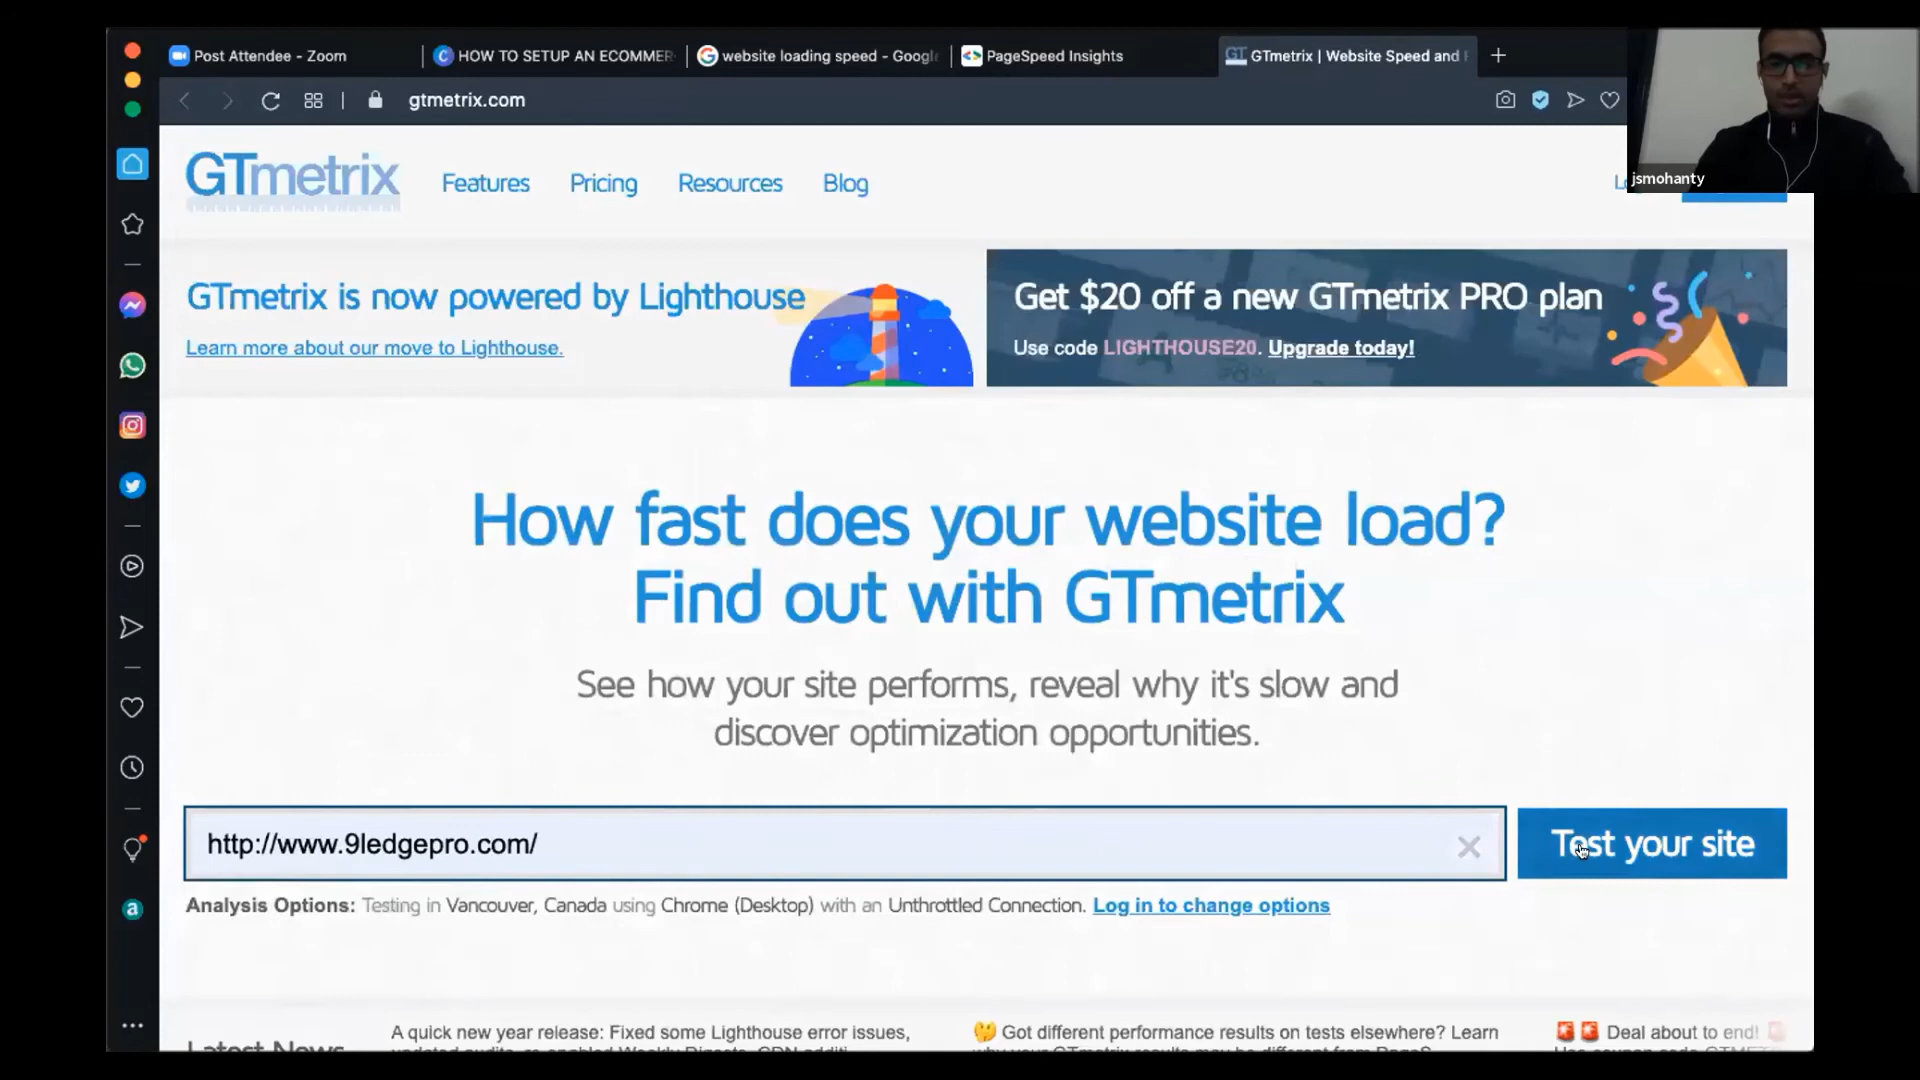 Post Attendee - Zoom
HOW TO SETUP AN ECOMMER
website loading speed - Google
PageSpeed Insights
GT GTmetrix | Website Speed and
gtmetrix.com
jsmohanty
GTmetrix
Features
Pricing
Resources
Blog
GTmetrix is now powered by Lighthouse
Learn more about our move to Lighthouse.
Get $20 off a new GTmetrix PRO plan
Use code LIGHTHOUSE20. Upgrade today!
How fast does your website load?
Find out with GTmetrix
See how your site performs, reveal why it's slow and
discover optimization opportunities.
http://www.9ledgepro.com/
Test your site
Analysis Options: Testing in Vancouver, Canada using Chrome (Desktop) with an Unthrottled Connection. Log in to change options
Latest News
A quick new year release: Fixed some Lighthouse error issues,
🤔 Got different performance results on tests elsewhere? Learn
🚨 🚨 Deal about to end! 🚨